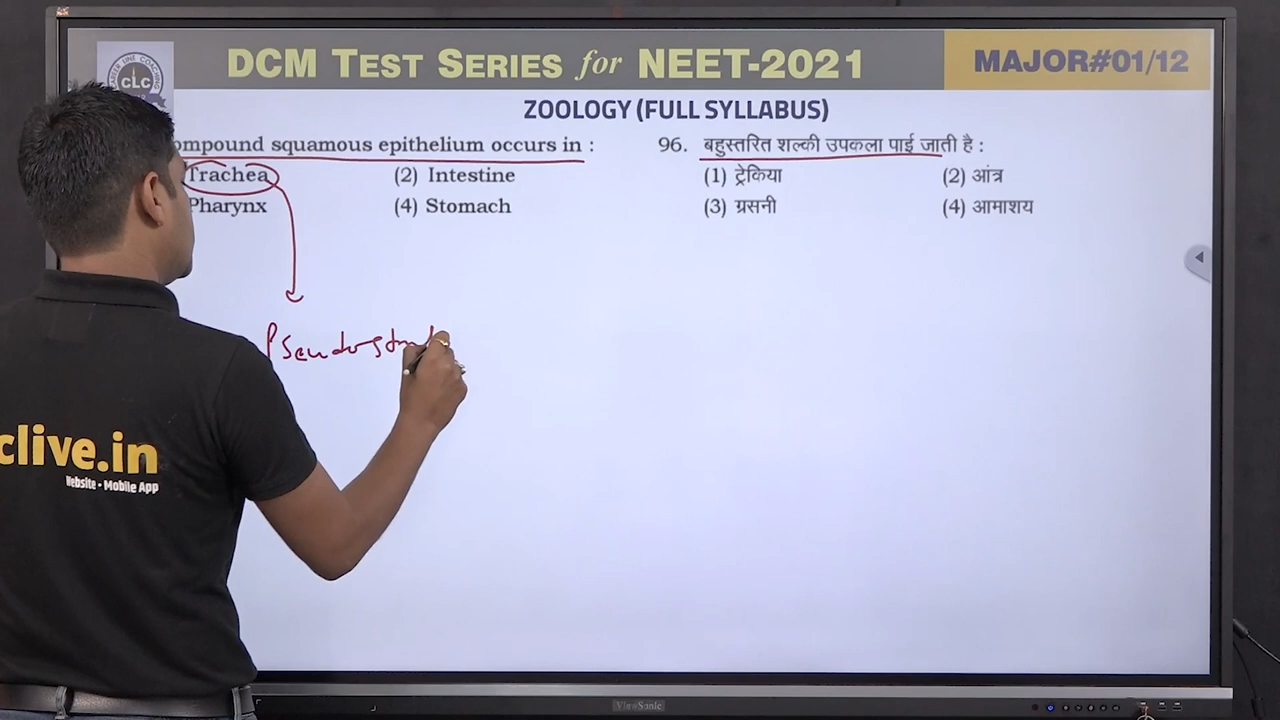 DCM TEST SERIES for NEET-2021
MAJOR#01/12
CLC
ZOOLOGY (FULL SYLLABUS)
ompound squamous epithelium occurs in :
Trachea (2) Intestine
Pharynx (4) Stomach
96. बहुस्तरित शल्की उपकला पाई जाती है :
(1) ट्रेकिया (2) आंत्र
(3) ग्रसनी (4) आमाशय
clive.in
Website • Mobile App
ViewSonic